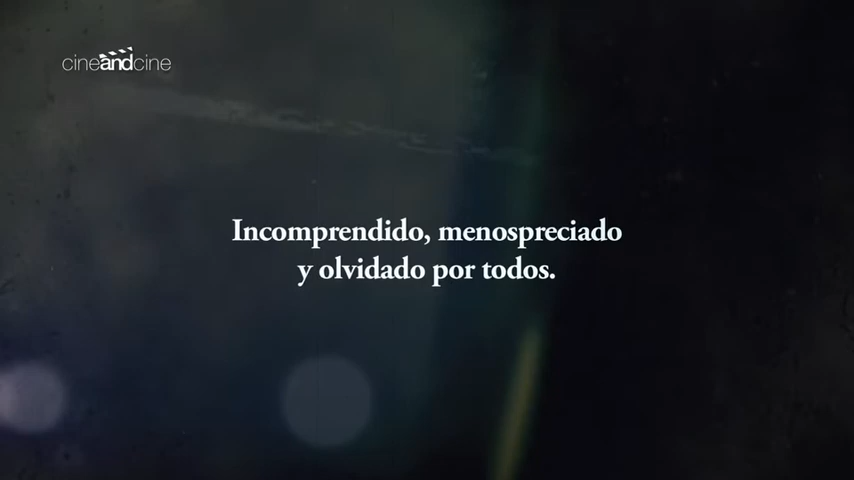 cineandcine
Incomprendido, menospreciado
y olvidado por todos.